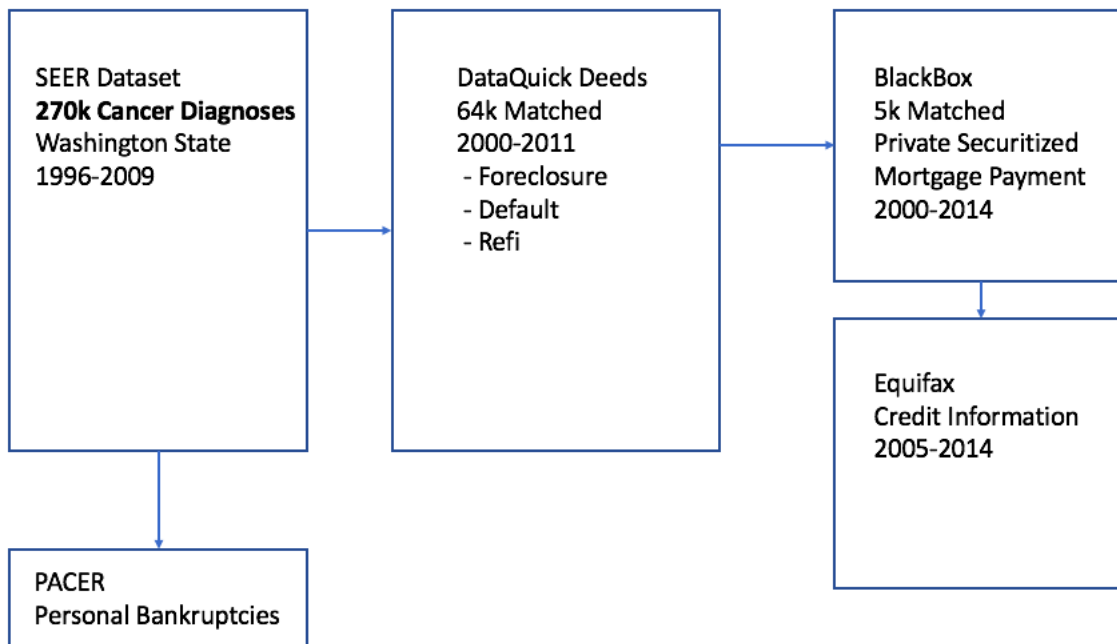 SEER Dataset
270k Cancer Diagnoses
Washington State
1996-2009
DataQuick Deeds
64k Matched
2000-2011
- Foreclosure
- Default
- Refi
BlackBox
5k Matched
Private Securitized
Mortgage Payment
2000-2014
Equifax
Credit Information
2005-2014
PACER
Personal Bankruptcies